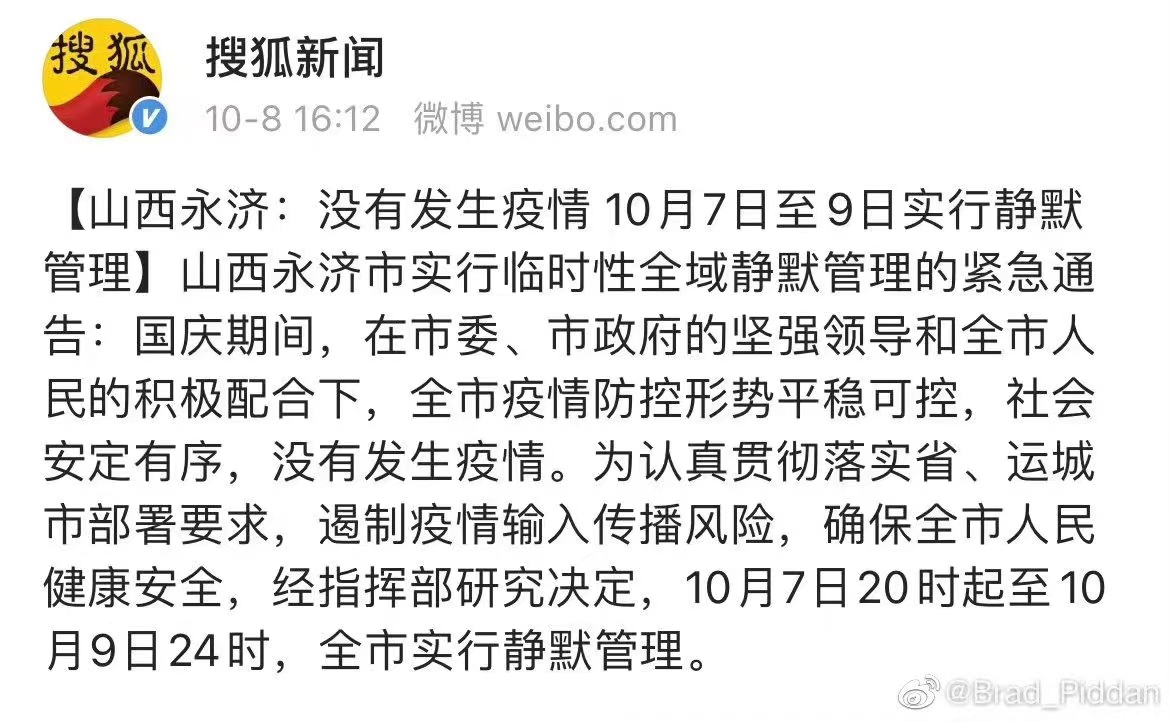 搜狐
搜狐新闻
10-8 16:12 微博 weibo.com
【山西永济：没有发生疫情 10月7日至9日实行静默
管理】山西永济市实行临时性全域静默管理的紧急通
告：国庆期间，在市委、市政府的坚强领导和全市人
民的积极配合下，全市疫情防控形势平稳可控，社会
安定有序，没有发生疫情。为认真贯彻落实省、运城
市部署要求，遏制疫情输入传播风险，确保全市人民
健康安全，经指挥部研究决定，10月7日20时起至10
月9日24时，全市实行静默管理。
@Brad_Piddan